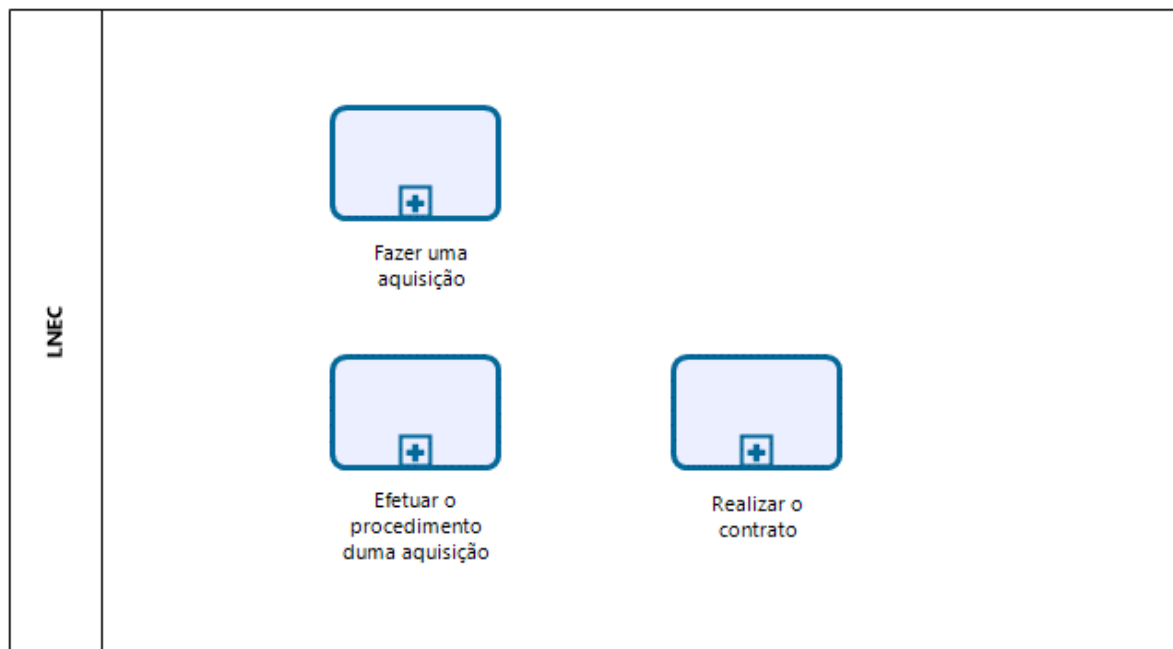 LNEC
Fazer uma
aquisição
Efetuar o
procedimento
duma aquisição
Realizar o
contrato